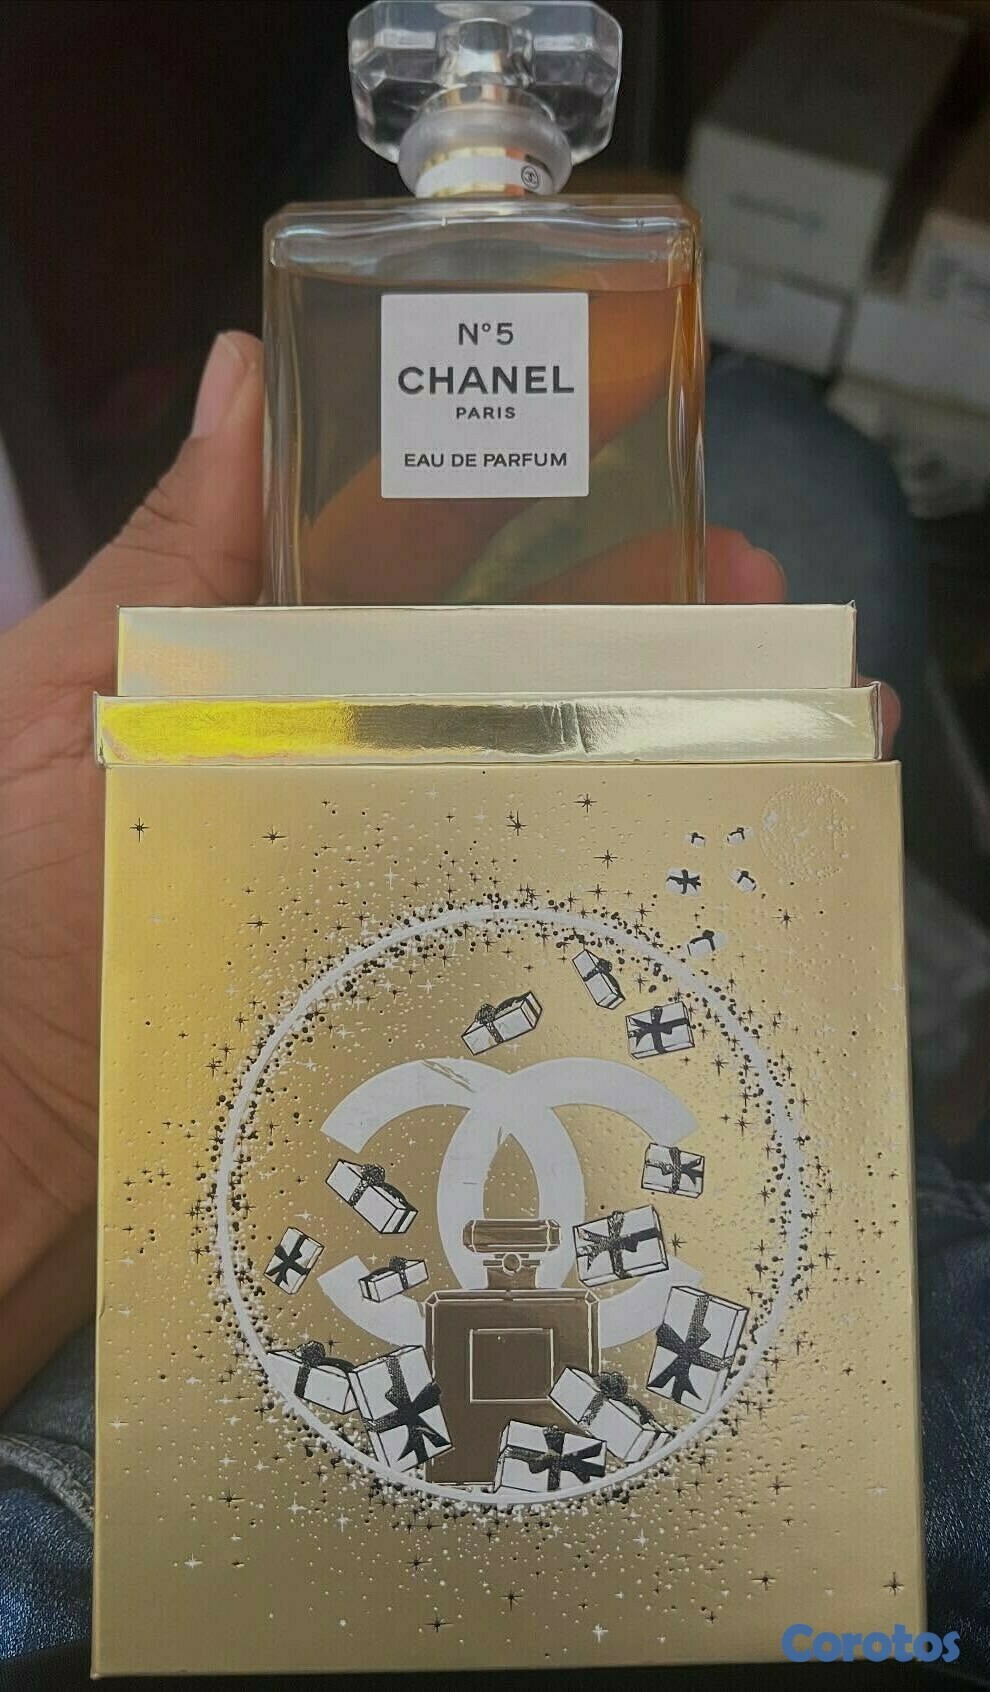 N°5
CHANEL
PARIS
EAU DE PARFUM
Corotos